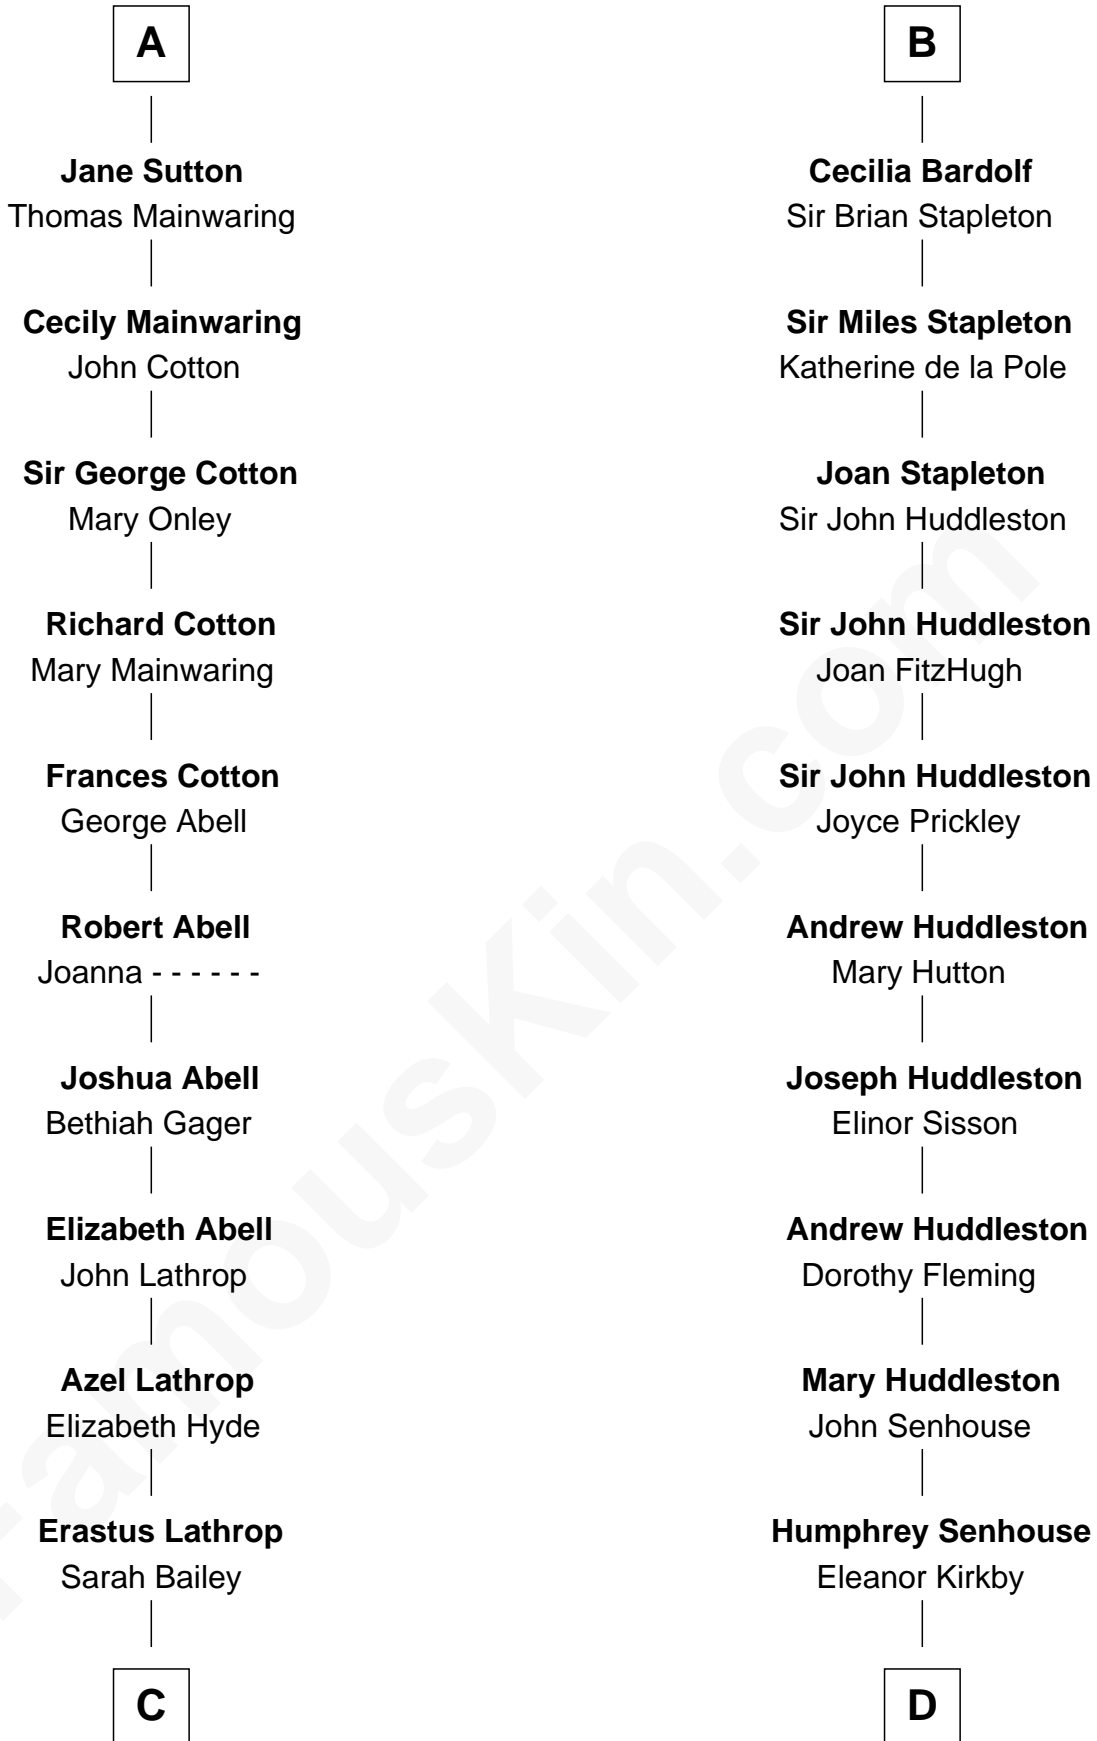 A
Jane Sutton
Thomas Mainwaring
Cecily Mainwaring
John Cotton
Sir George Cotton
Mary Onley
Richard Cotton
Mary Mainwaring
Frances Cotton
George Abell
Robert Abell
Joanna - - - - - -
Joshua Abell
Bethiah Gager
Elizabeth Abell
John Lathrop
Azel Lathrop
Elizabeth Hyde
Erastus Lathrop
Sarah Bailey
C
B
Cecilia Bardolf
Sir Brian Stapleton
Sir Miles Stapleton
Katherine de la Pole
Joan Stapleton
Sir John Huddleston
Sir John Huddleston
Joan FitzHugh
Sir John Huddleston
Joyce Prickley
Andrew Huddleston
Mary Hutton
Joseph Huddleston
Elinor Sisson
Andrew Huddleston
Dorothy Fleming
Mary Huddleston
John Senhouse
Humphrey Senhouse
Eleanor Kirkby
D
FamousKin.com